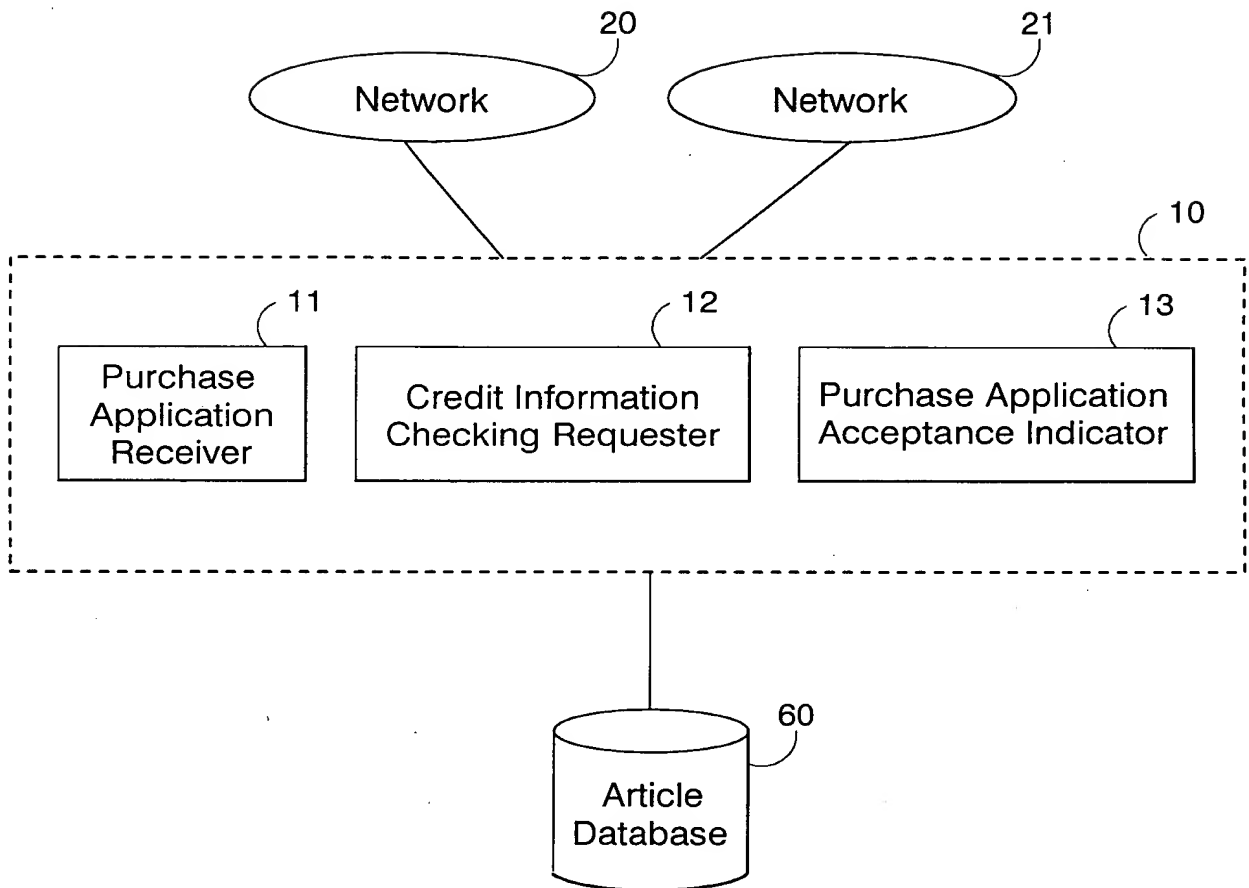 20
21
Network
Network
10
11
12
13
Purchase
Application
Receiver
Credit Information
Checking Requester
Purchase Application
Acceptance Indicator
60
Article
Database